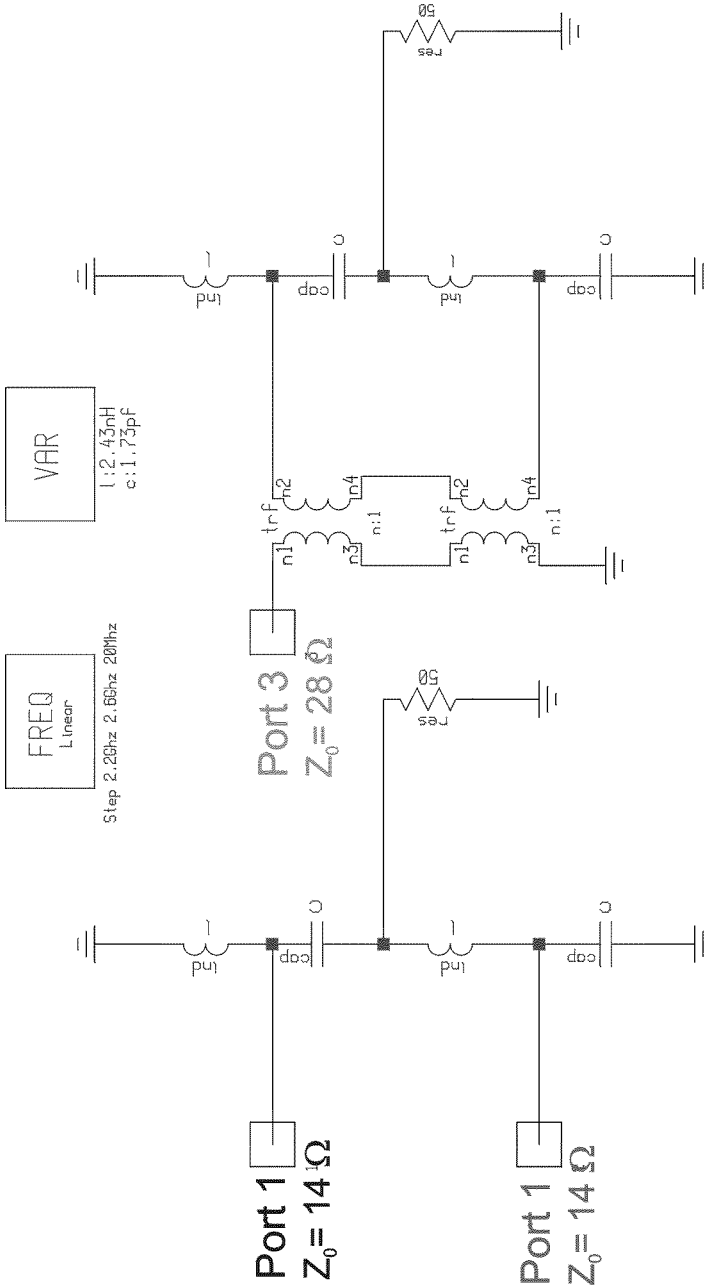 FREQ
Linear
Step 2.2Ghz 2.6Ghz 20Mhz
VAR
l:2.43nH
c:1.73pf
Port 1
Z0= 14 Ω
1
Port 1
Z0= 14 Ω
l
ind
C
cap
l
ind
C
cap
res
50
Port 3
Z0= 28 Ω
trf
n1
n2
n3
n4
n:1
trf
n1
n2
n3
n4
n:1
l
ind
C
cap
l
ind
C
cap
res
50